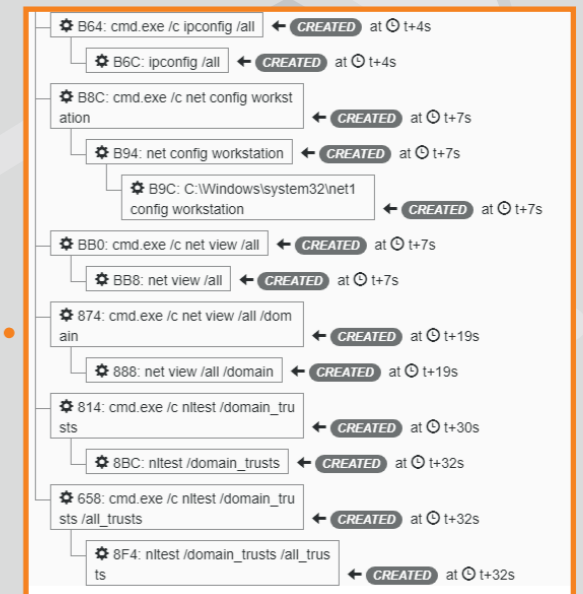 B64: cmd.exe /c ipconfig /all CREATED at t+4s
B6C: ipconfig /all CREATED at t+4s
B8C: cmd.exe /c net config workst
ation CREATED at t+7s
B94: net config workstation CREATED at t+7s
B9C: C:\Windows\system32\net1
config workstation CREATED at t+7s
BB0: cmd.exe /c net view /all CREATED at t+7s
BB8: net view /all CREATED at t+7s
874: cmd.exe /c net view /all /dom
ain CREATED at t+19s
888: net view /all /domain CREATED at t+19s
814: cmd.exe /c nltest /domain_tru
sts CREATED at t+30s
8BC: nltest /domain_trusts CREATED at t+32s
658: cmd.exe /c nltest /domain_tru
sts /all_trusts CREATED at t+32s
8F4: nltest /domain_trusts /all_trus
ts CREATED at t+32s